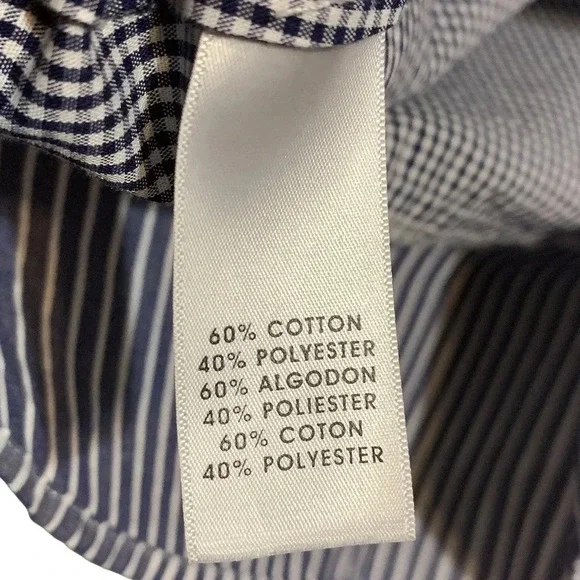 60% COTTON
40% POLYESTER
60% ALGODON
40% POLIESTER
60% COTON
40% POLYESTER